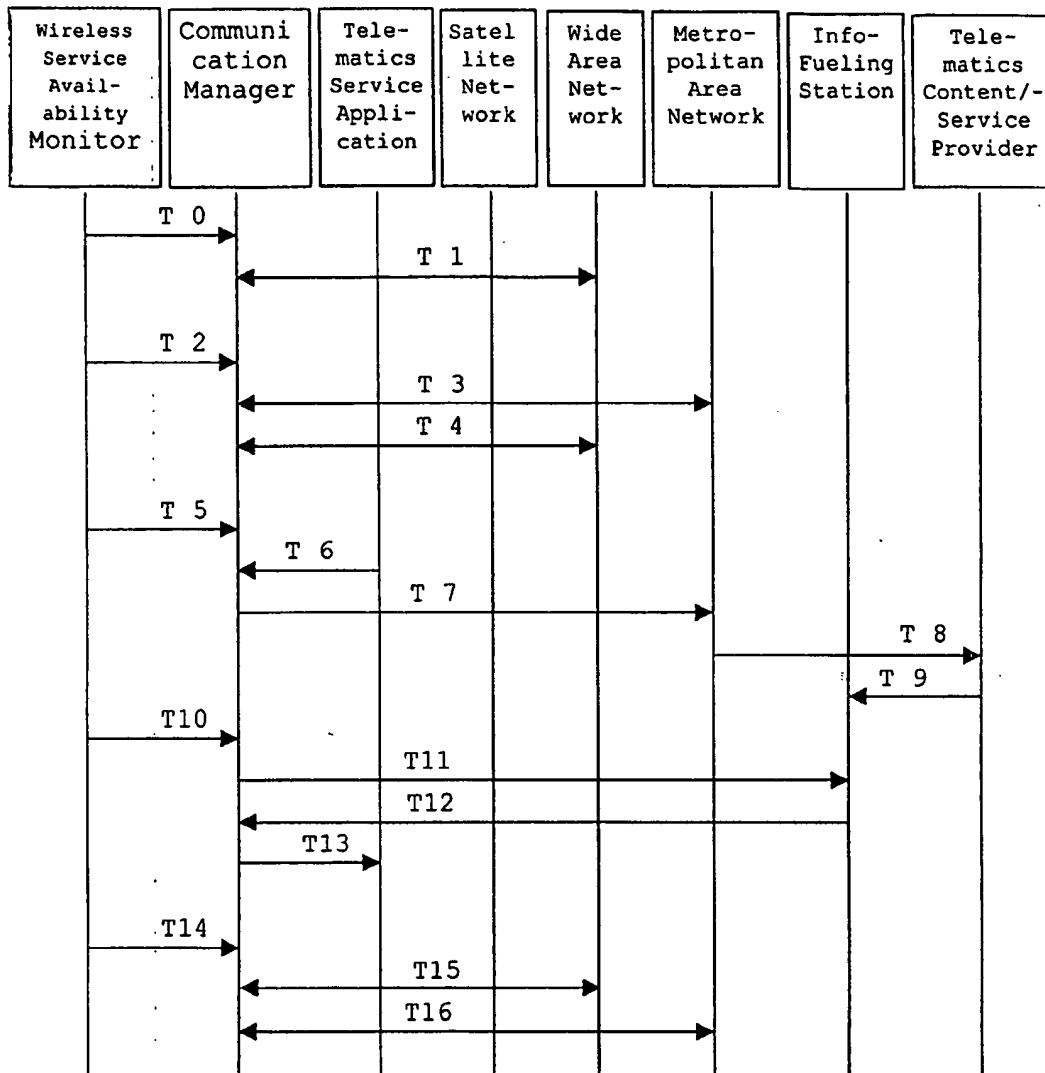 Wireless
Service
Avail-
ability
Monitor
Communi
cation
Manager
Tele-
matics
Service
Appli-
cation
Satel
lite
Net-
work
Wide
Area
Net-
work
Metro-
politan
Area
Network
Info-
Fueling
Station
Tele-
matics
Content/-
Service
Provider
T 0
T 1
T 2
T 3
T 4
T 5
T 6
T 7
T 8
T 9
T10
T11
T12
T13
T14
T15
T16